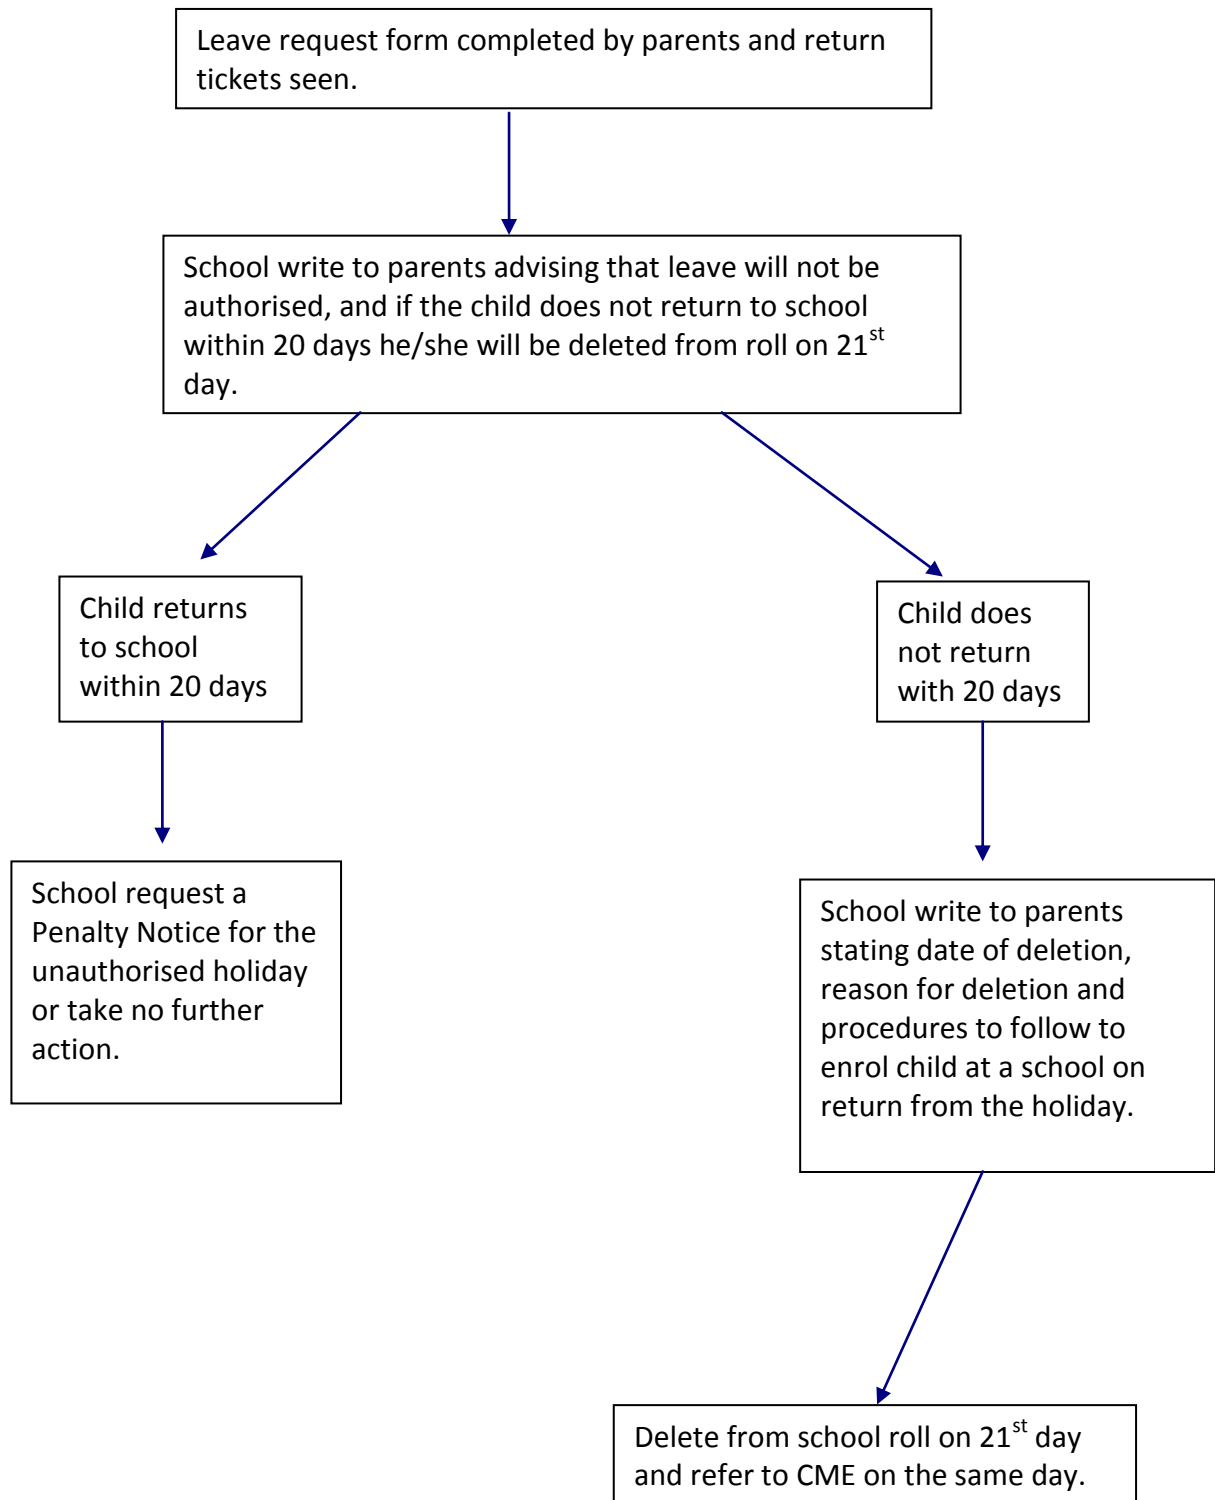 Leave request form completed by parents and return
tickets seen.
School write to parents advising that leave will not be
authorised, and if the child does not return to school
within 20 days he/she will be deleted from roll on 21st
day.
Child returns
to school
within 20 days
Child does
not return
with 20 days
School request a
Penalty Notice for the
unauthorised holiday
or take no further
action.
School write to parents
stating date of deletion,
reason for deletion and
procedures to follow to
enrol child at a school on
return from the holiday.
Delete from school roll on 21st day
and refer to CME on the same day.